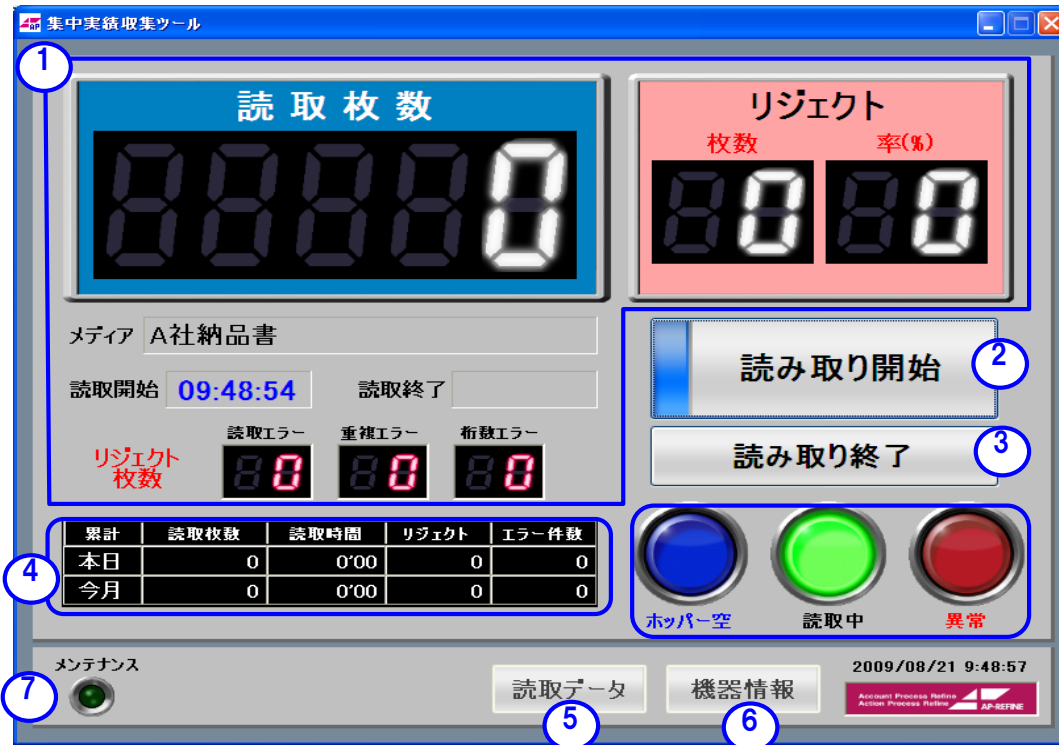 集中実績収集ツール
1
読取枚数
リジェクト
枚数 率(%)
0
0 0
メディア A社納品書
読み取り開始
2
読取開始 09:48:54 読取終了
読み取り終了
3
読取エラー 重複エラー 桁数エラー
リジェクト
枚数
0 0 0
4
累計 読取枚数 読取時間 リジェクト エラー件数
本日 0 0'00 0 0
今月 0 0'00 0 0
ホッパー空 読取中 異常
メンテナンス
7
読取データ
5
機器情報
6
2009/08/21 9:48:57
Account Process Refine
Action Process Refine
AP-REFINE
AP